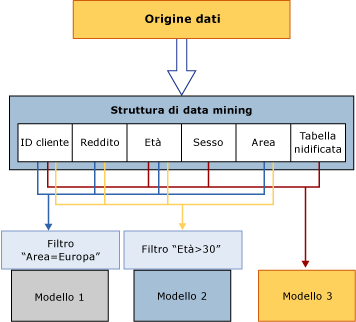 Origine dati
Struttura di data mining
ID cliente Reddito Età Sesso Area Tabella nidificata
Filtro
“Area=Europa”
Filtro “Età>30”
Modello 1
Modello 2
Modello 3